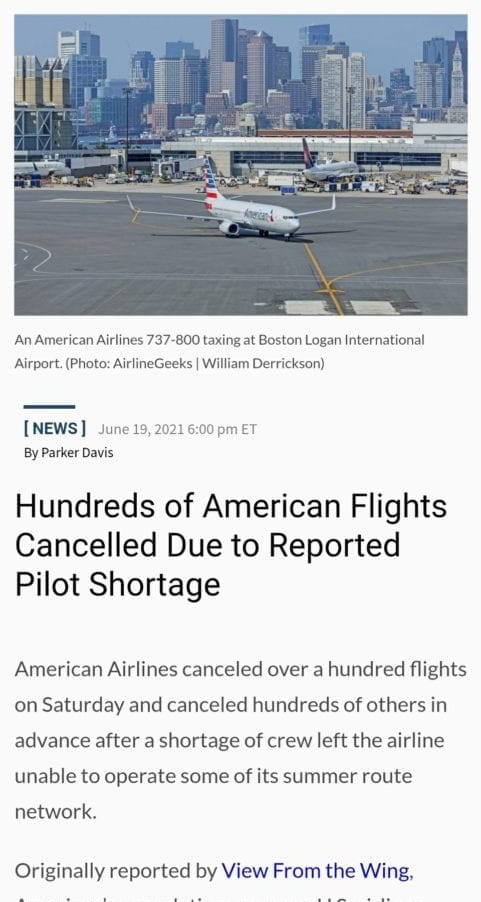 American
An American Airlines 737-800 taxing at Boston Logan International
Airport. (Photo: AirlineGeeks | William Derrickson)
[ NEWS ] June 19, 2021 6:00 pm ET
By Parker Davis
Hundreds of American Flights
Cancelled Due to Reported
Pilot Shortage
American Airlines canceled over a hundred flights
on Saturday and canceled hundreds of others in
advance after a shortage of crew left the airline
unable to operate some of its summer route
network.
Originally reported by View From the Wing,